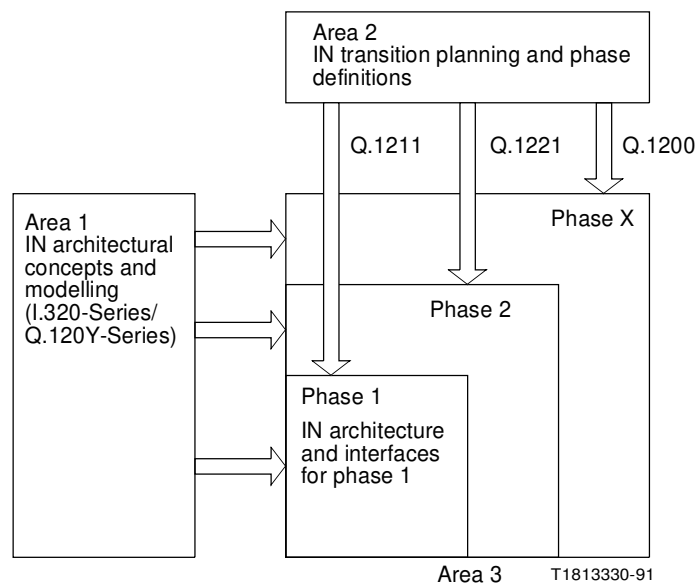 Area 2
IN transition planning and phase
definitions
Q.1211
Q.1221
Q.1200
Area 1
IN architectural
concepts and
modelling
(I.320-Series/
Q.120Y-Series)
Phase X
Phase 2
Phase 1
IN architecture
and interfaces
for phase 1
Area 3
T1813330-91